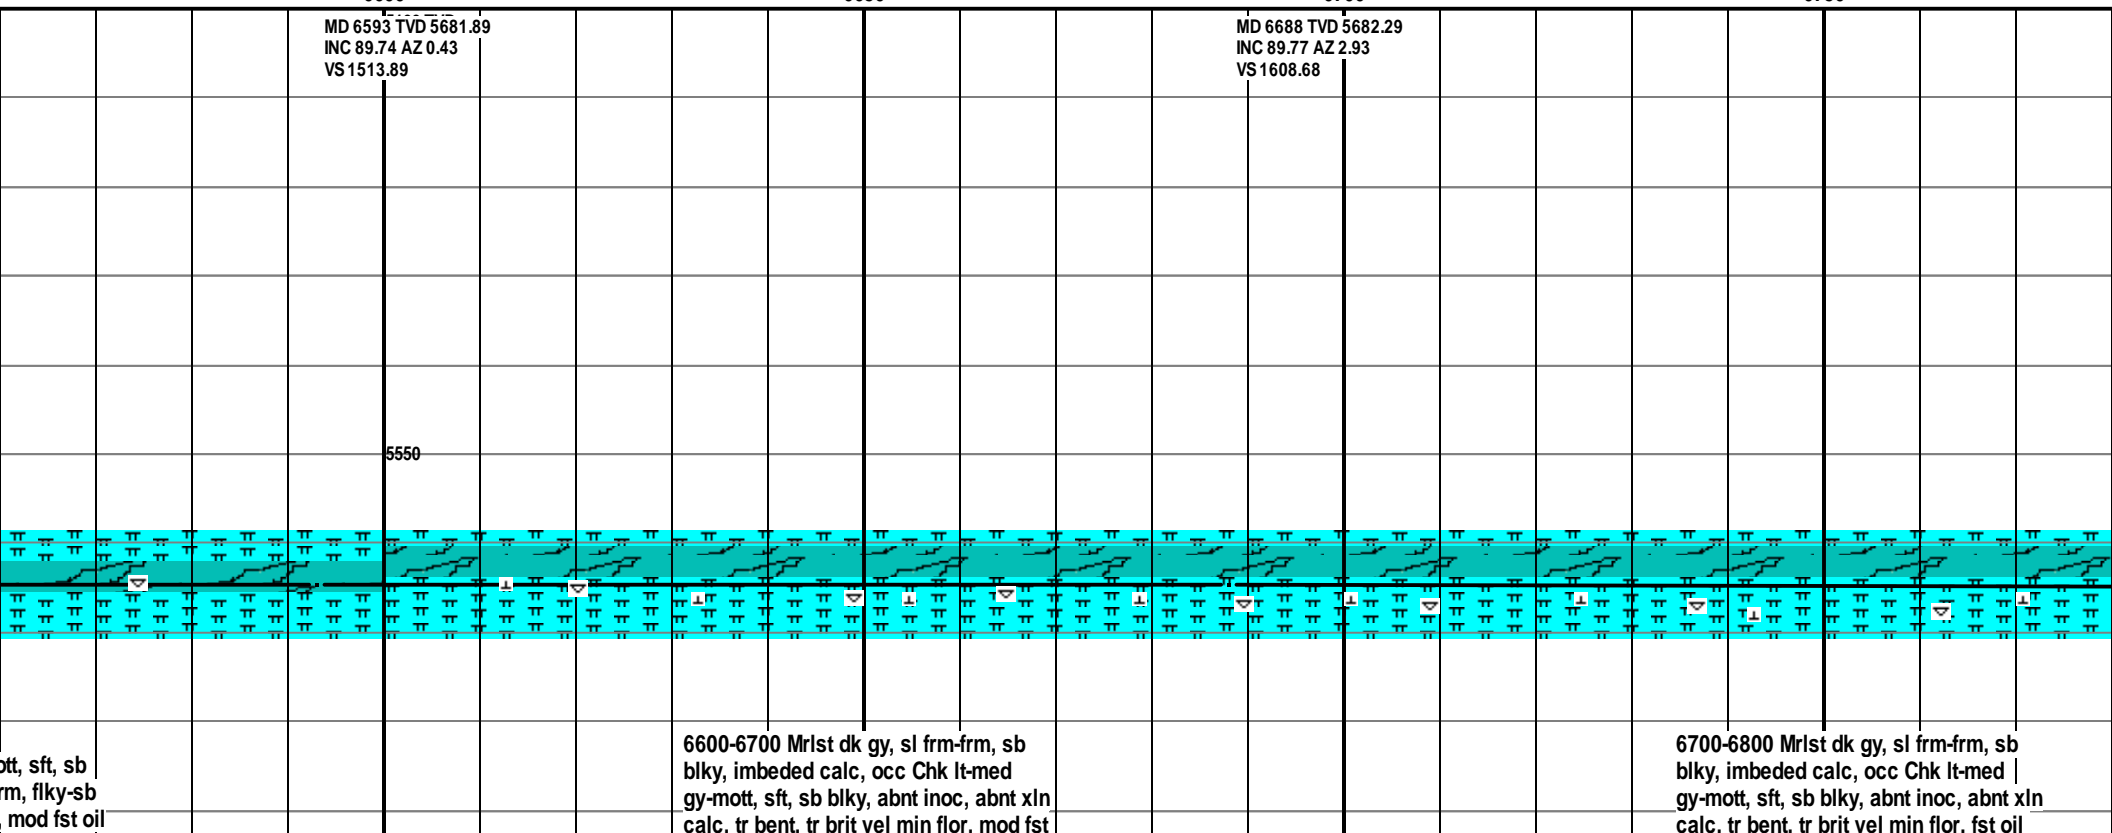 MD 6593 TVD 5681.89
INC 89.74 AZ 0.43
VS 1513.89
MD 6688 TVD 5682.29
INC 89.77 AZ 2.93
VS 1608.68
5550
ott, sft, sb
rm, flky-sb
, mod fst oil
6600-6700 Mrlst dk gy, sl frm-frm, sb
blky, imbeded calc, occ Chk lt-med
gy-mott, sft, sb blky, abnt inoc, abnt xln
calc, tr bent, tr brit yel min flor, mod fst
6700-6800 Mrlst dk gy, sl frm-frm, sb
blky, imbeded calc, occ Chk lt-med
gy-mott, sft, sb blky, abnt inoc, abnt xln
calc, tr bent, tr brit yel min flor, fst oil